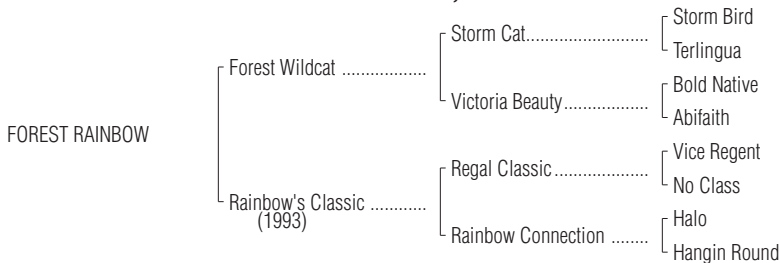 Storm Bird
Storm Cat..............................
Terlingua
Forest Wildcat ...................
Bold Native
Victoria Beauty.....................
Abifaith
FOREST RAINBOW
Vice Regent
Regal Classic.......................
No Class
Rainbow's Classic ............
(1993)
Halo
Rainbow Connection ........
Hangin Round